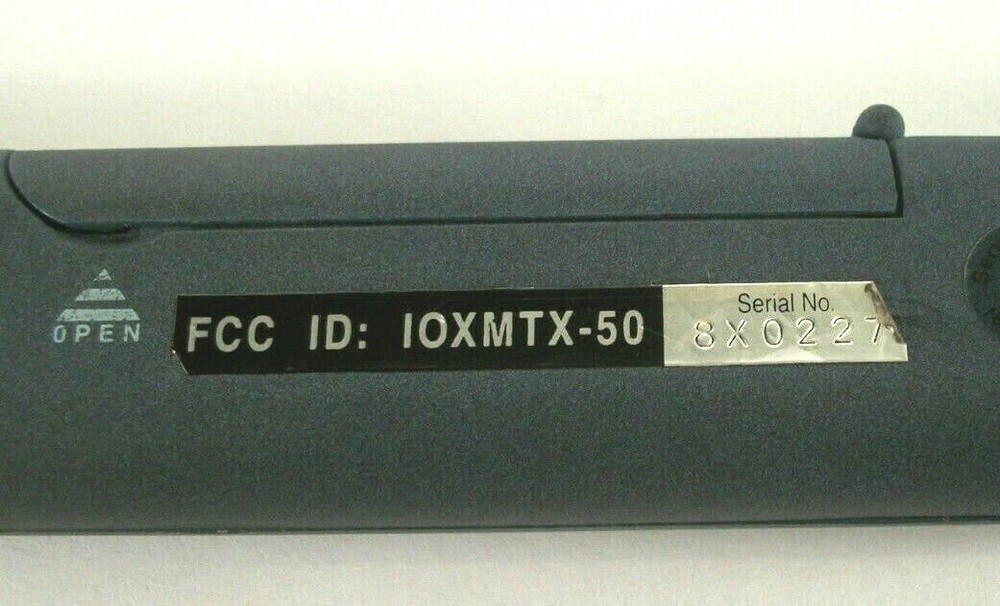 OPEN
FCC ID: IOXMTX-50
Serial No.
8X0227